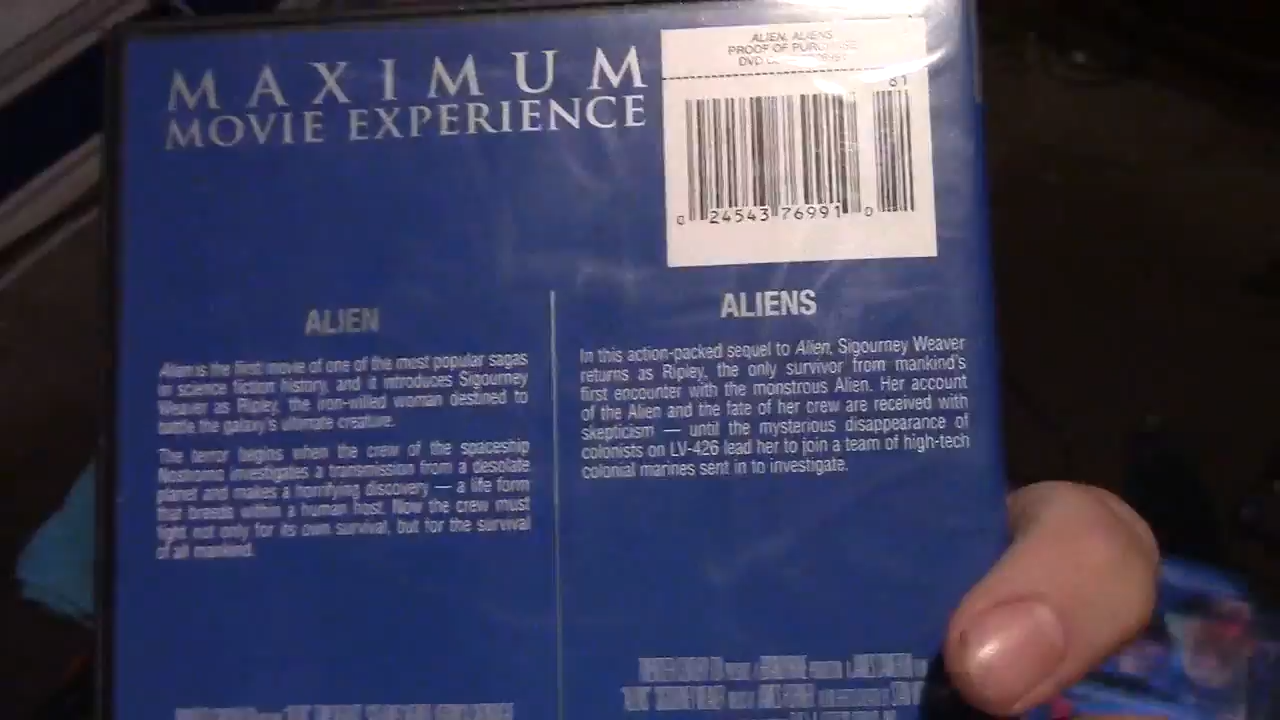 MAXIMUM
MOVIE EXPERIENCE
ALIEN, ALIENS
PROOF OF PURCHASE
DVD
81
0 24543 76991 0
ALIEN
Alien is the first movie of one of the most popular sagas
in science fiction history, and it introduces Sigourney
Weaver as Ripley, the iron-willed woman destined to
battle the galaxy's ultimate creature.
The terror begins when the crew of the spaceship
Nostromo investigates a transmission from a desolate
planet and makes a horrifying discovery — a life form
that breeds within a human host. Now the crew must
fight not only for its own survival, but for the survival
of all mankind.
ALIENS
In this action-packed sequel to Alien, Sigourney Weaver
returns as Ripley, the only survivor from mankind's
first encounter with the monstrous Alien. Her account
of the Alien and the fate of her crew are received with
skepticism — until the mysterious disappearance of
colonists on LV-426 lead her to join a team of high-tech
colonial marines sent in to investigate.